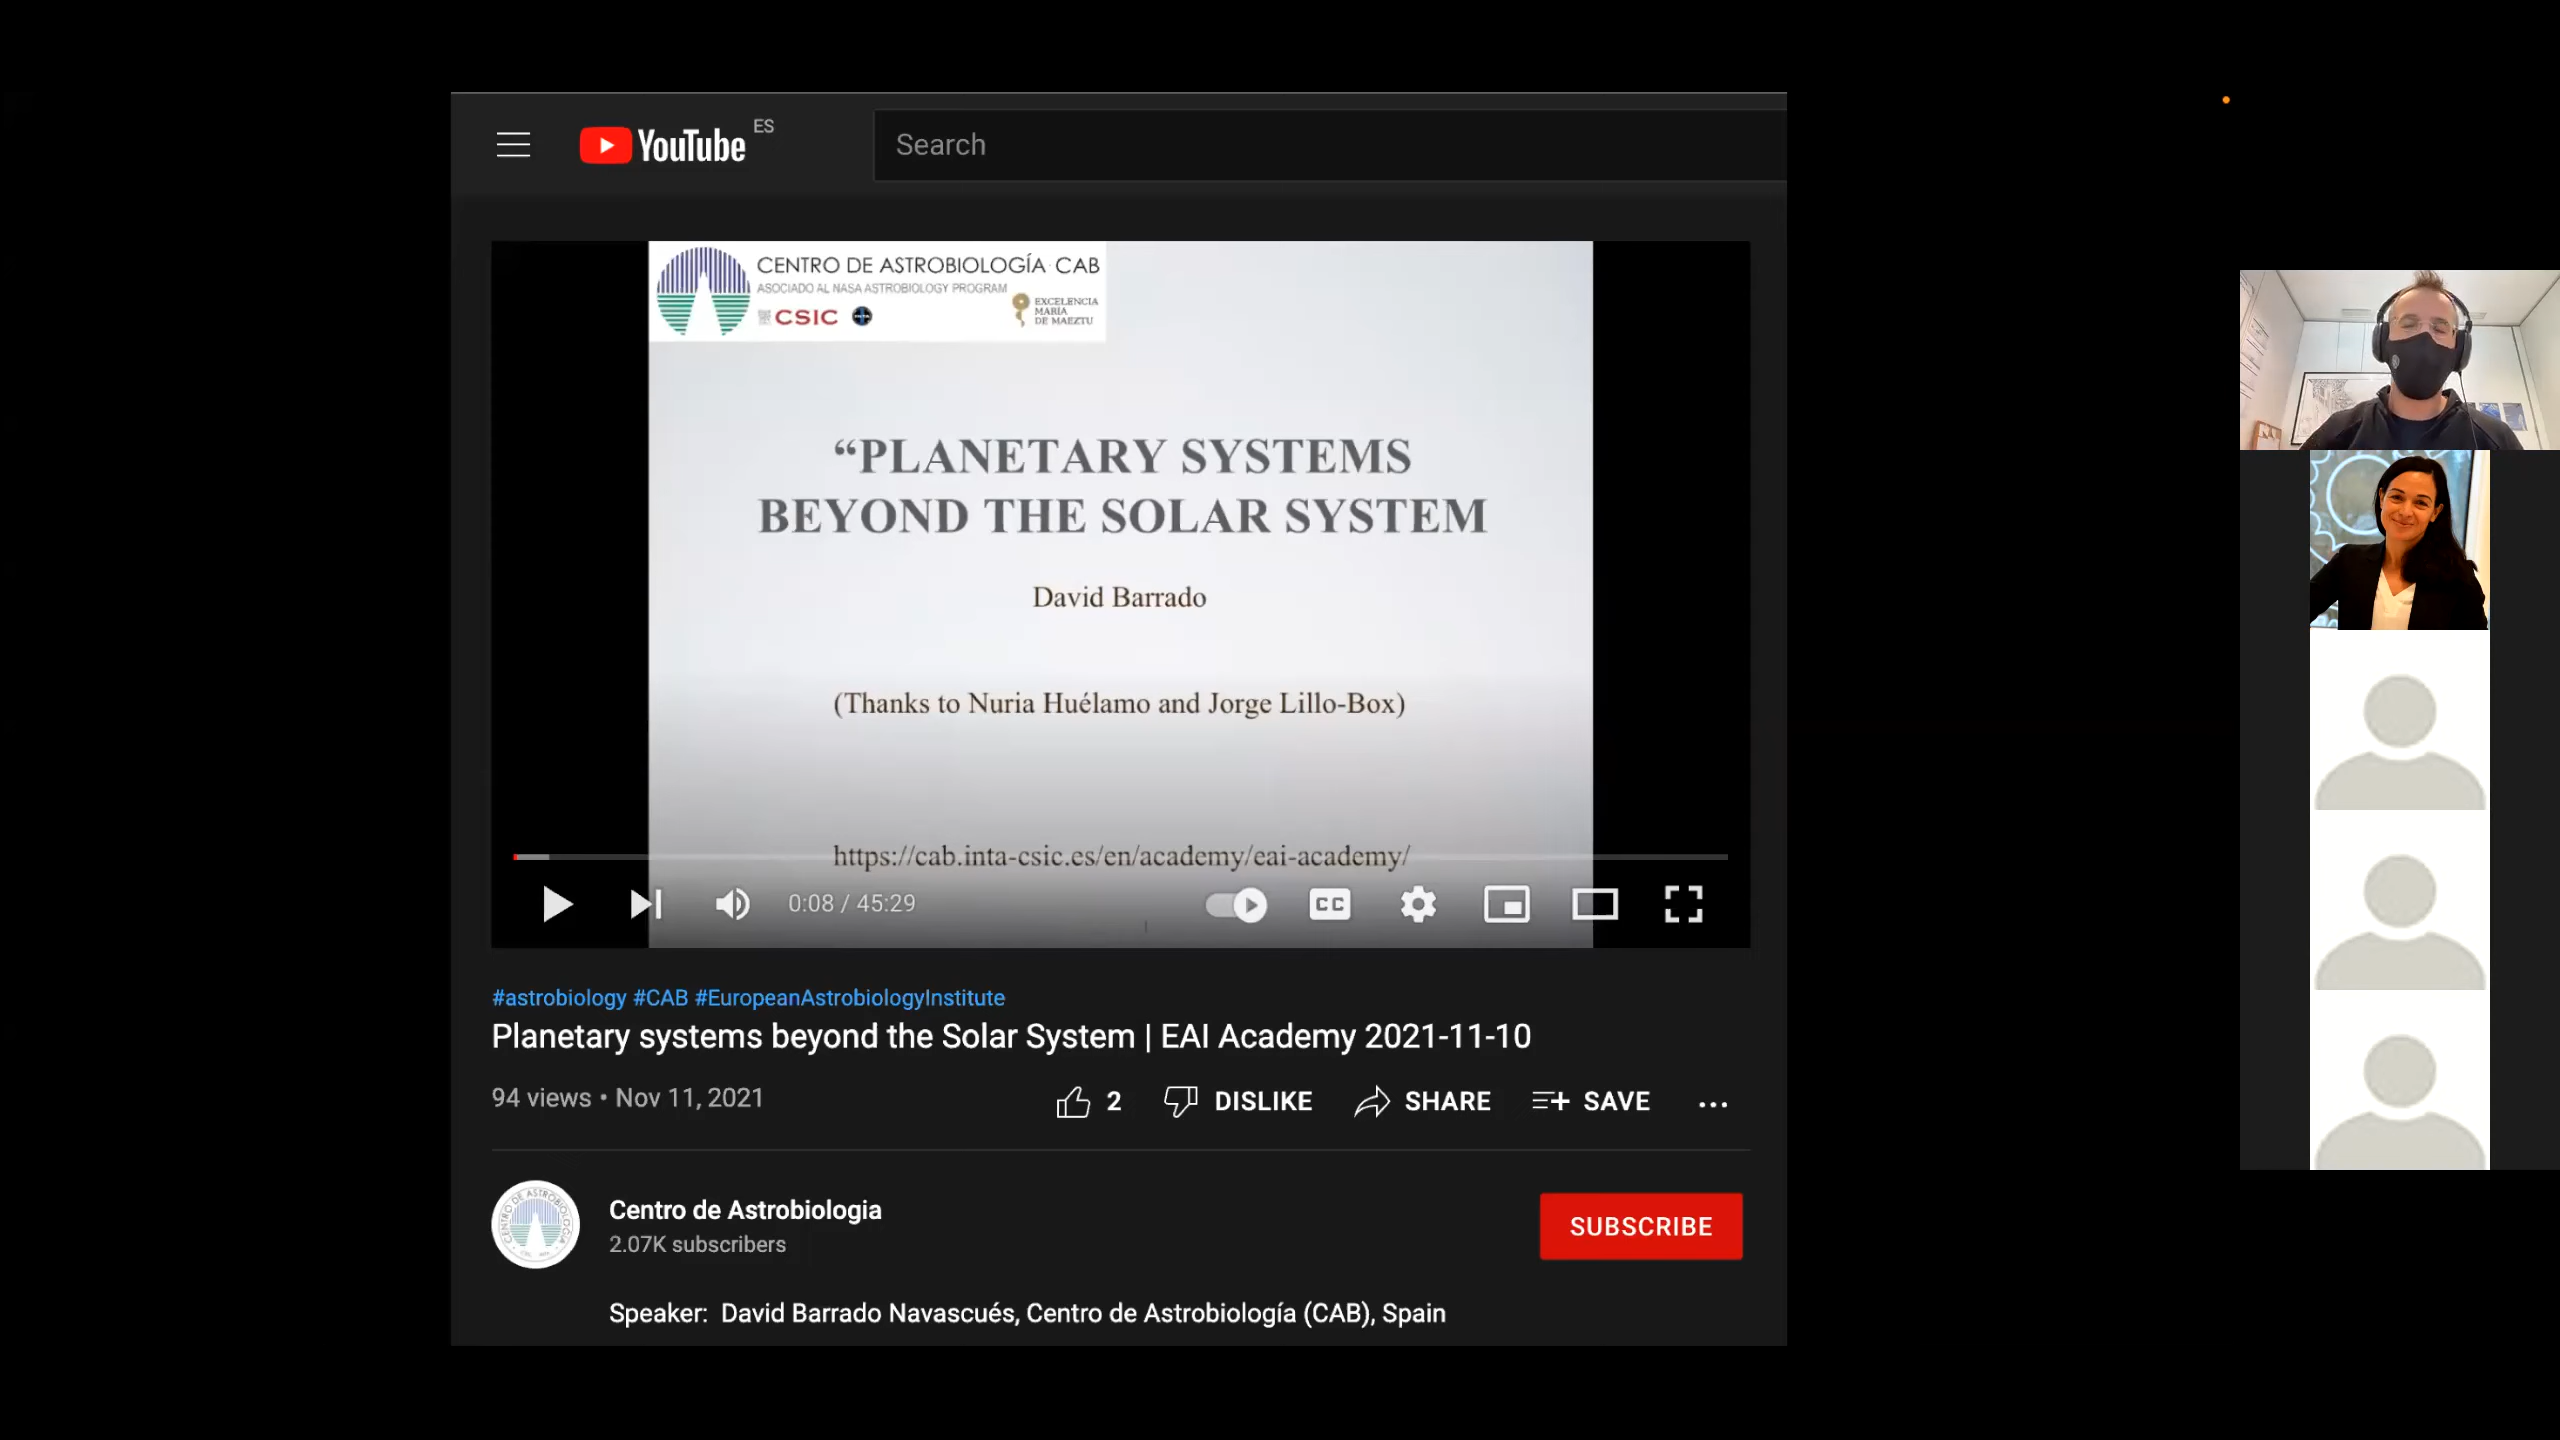 YouTube ES
Search
CENTRO DE ASTROBIOLOGÍA · CAB
ASOCIADO AL NASA ASTROBIOLOGY PROGRAM
CSIC
EXCELENCIA
MARIA
DE MAEZTU
“PLANETARY SYSTEMS
BEYOND THE SOLAR SYSTEM
David Barrado
(Thanks to Nuria Huélamo and Jorge Lillo-Box)
https://cab.inta-csic.es/en/academy/eai-academy/
0:08 / 45:29
CC
#astrobiology #CAB #EuropeanAstrobiologyInstitute
Planetary systems beyond the Solar System | EAI Academy 2021-11-10
94 views • Nov 11, 2021
2 DISLIKE SHARE SAVE ...
Centro de Astrobiologia
2.07K subscribers
SUBSCRIBE
Speaker: David Barrado Navascués, Centro de Astrobiología (CAB), Spain